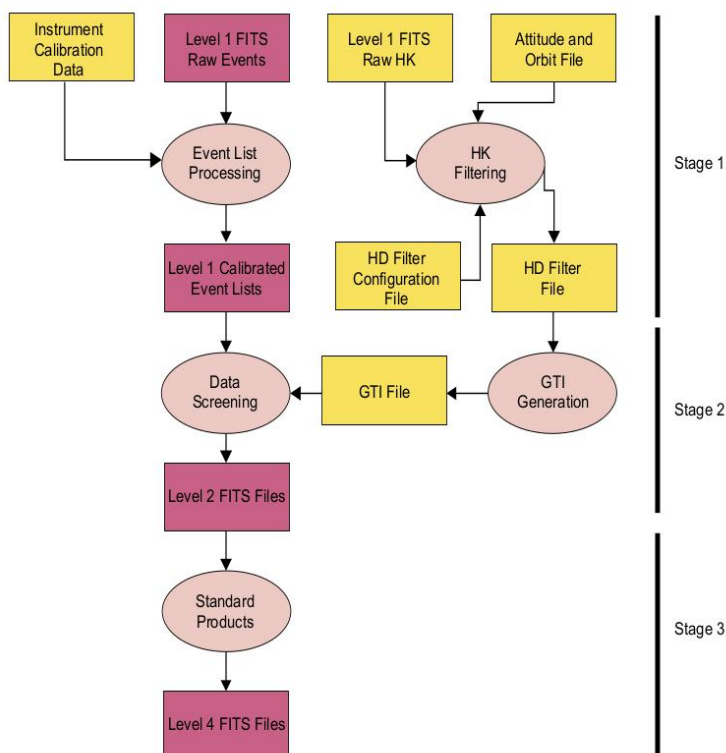 Instrument
Calibration
Data
Level 1 FITS
Raw Events
Level 1 FITS
Raw HK
Attitude and
Orbit File
Event List
Processing
HK
Filtering
Stage 1
Level 1 Calibrated
Event Lists
HD Filter
Configuration
File
HD Filter
File
Data
Screening
GTI File
GTI
Generation
Stage 2
Level 2 FITS Files
Standard
Products
Stage 3
Level 4 FITS Files